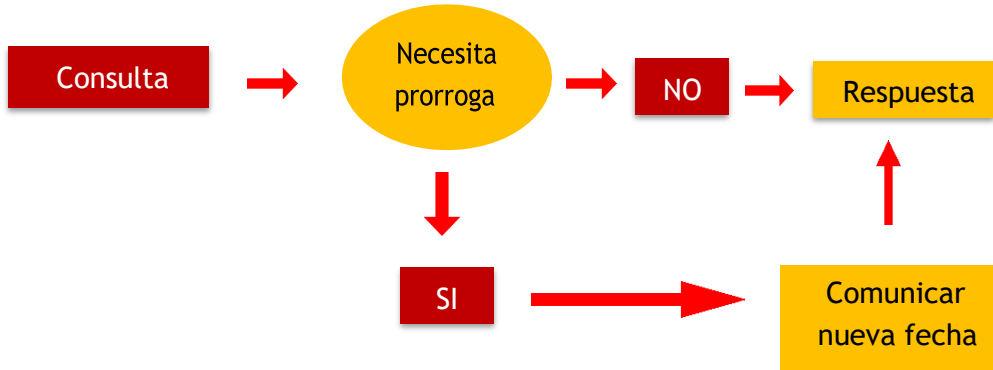 Consulta
Necesita
prorroga
NO
Respuesta
SI
Comunicar
nueva fecha